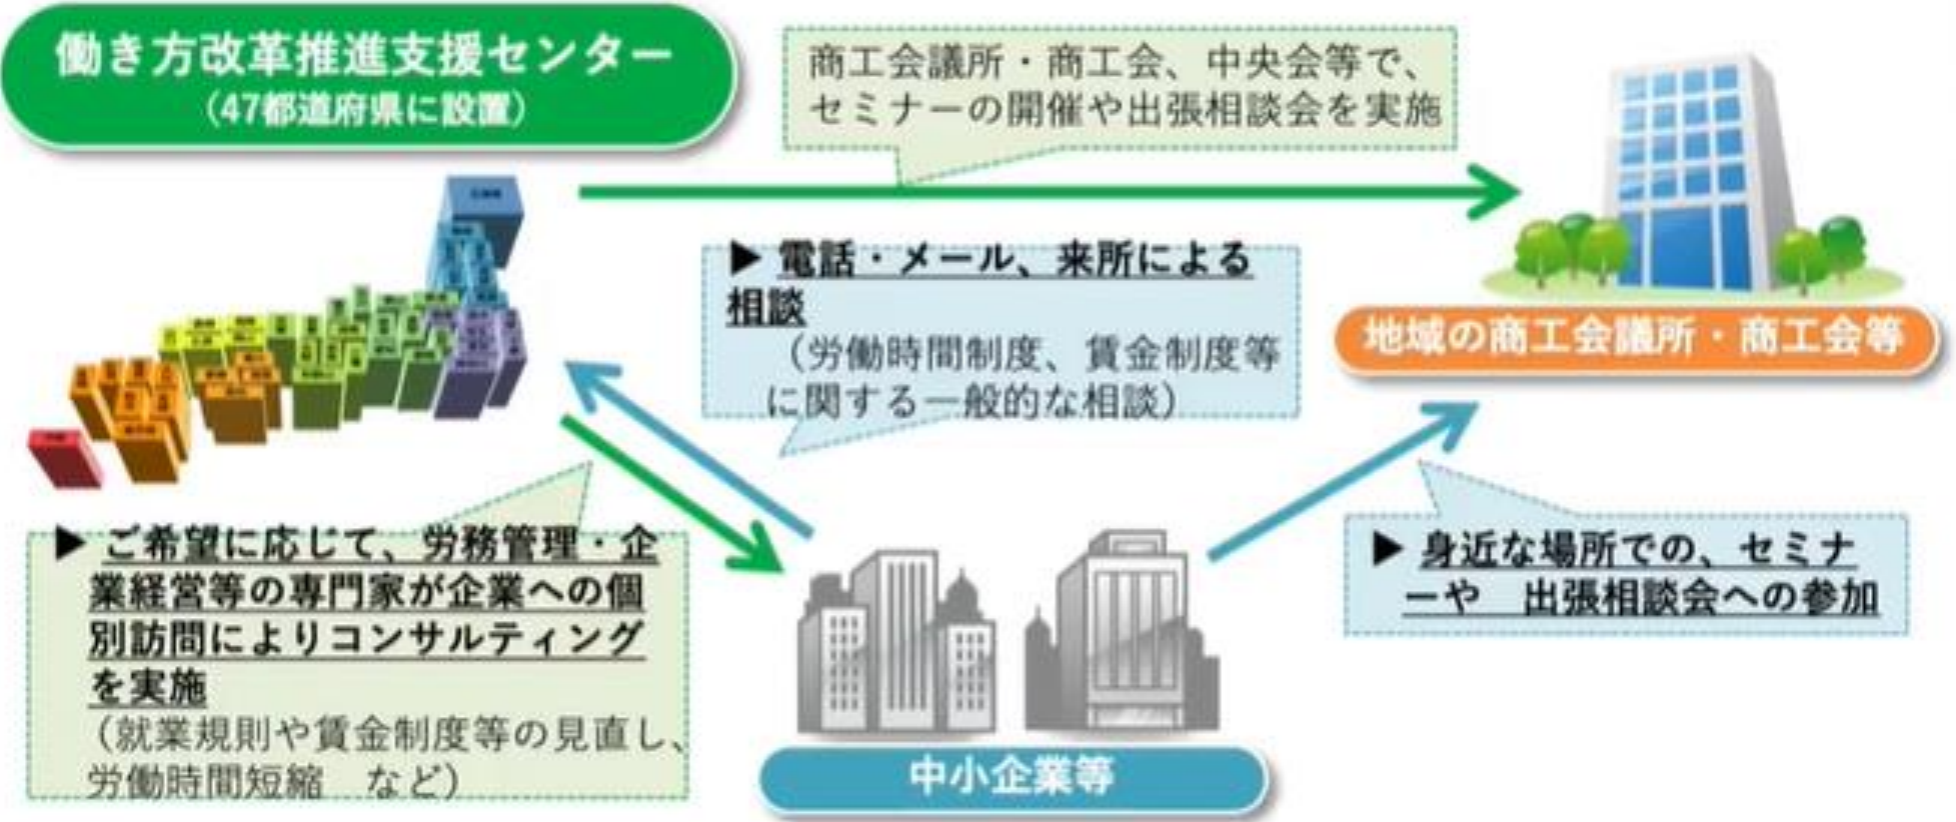 働き方改革推進支援センター
（47都道府県に設置）
商工会議所・商工会、中央会等で、
セミナーの開催や出張相談会を実施
▶ 電話・メール、来所による
相談
（労働時間制度、賃金制度等
に関する一般的な相談）
地域の商工会議所・商工会等
▶ ご希望に応じて、労務管理・企
業経営等の専門家が企業への個
別訪問によりコンサルティング
を実施
（就業規則や賃金制度等の見直し、
労働時間短縮　など）
▶ 身近な場所での、セミナ
ーや　出張相談会への参加
中小企業等